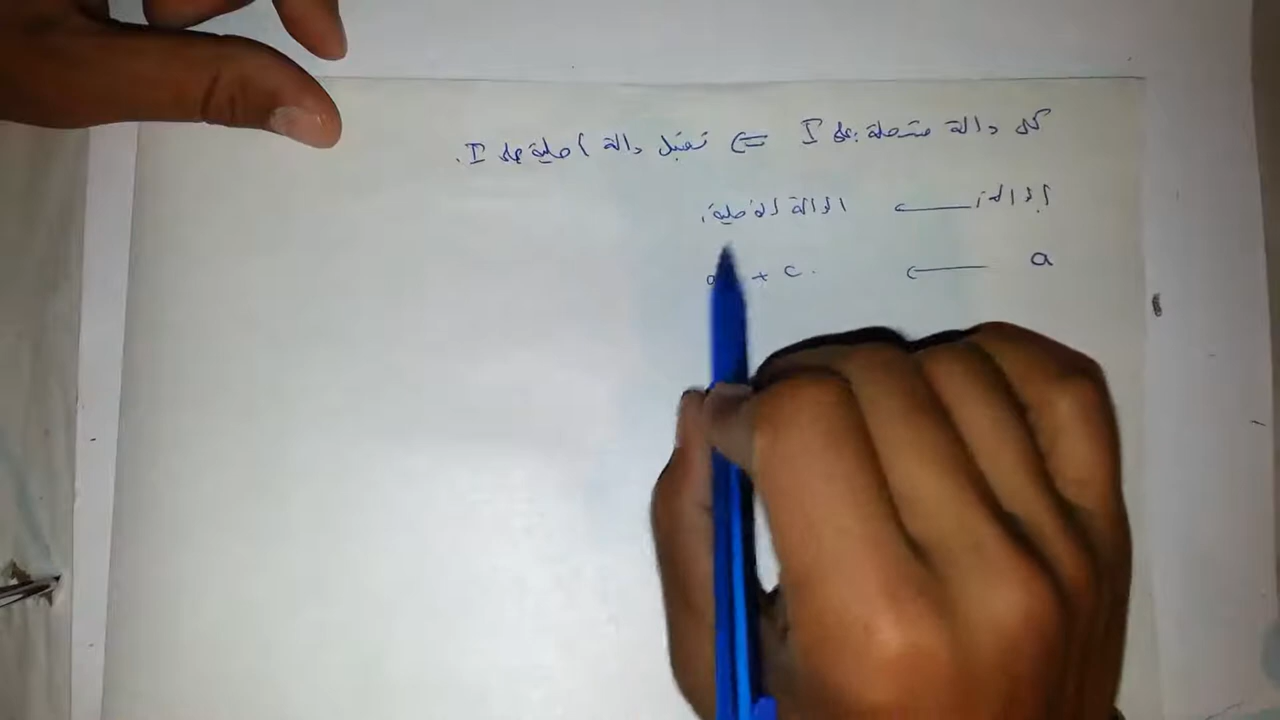 كل دالة متصلة على I ⇐ تقبل دالة أصلية على I.
الدالة: ← الدالة الأصلية:
a ← a + c.